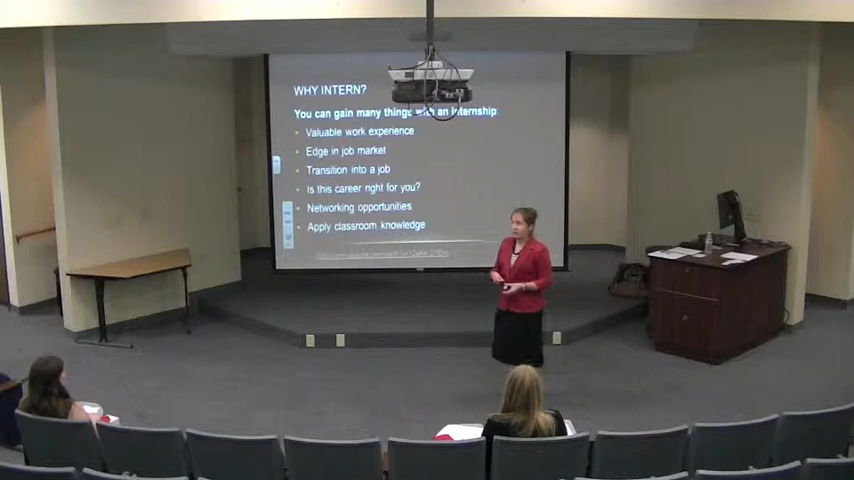 WHY INTERN?
You can gain many things with an internship.
Valuable work experience
Edge in job market
Transition into a job
Is this career right for you?
Networking opportunities
Apply classroom knowledge